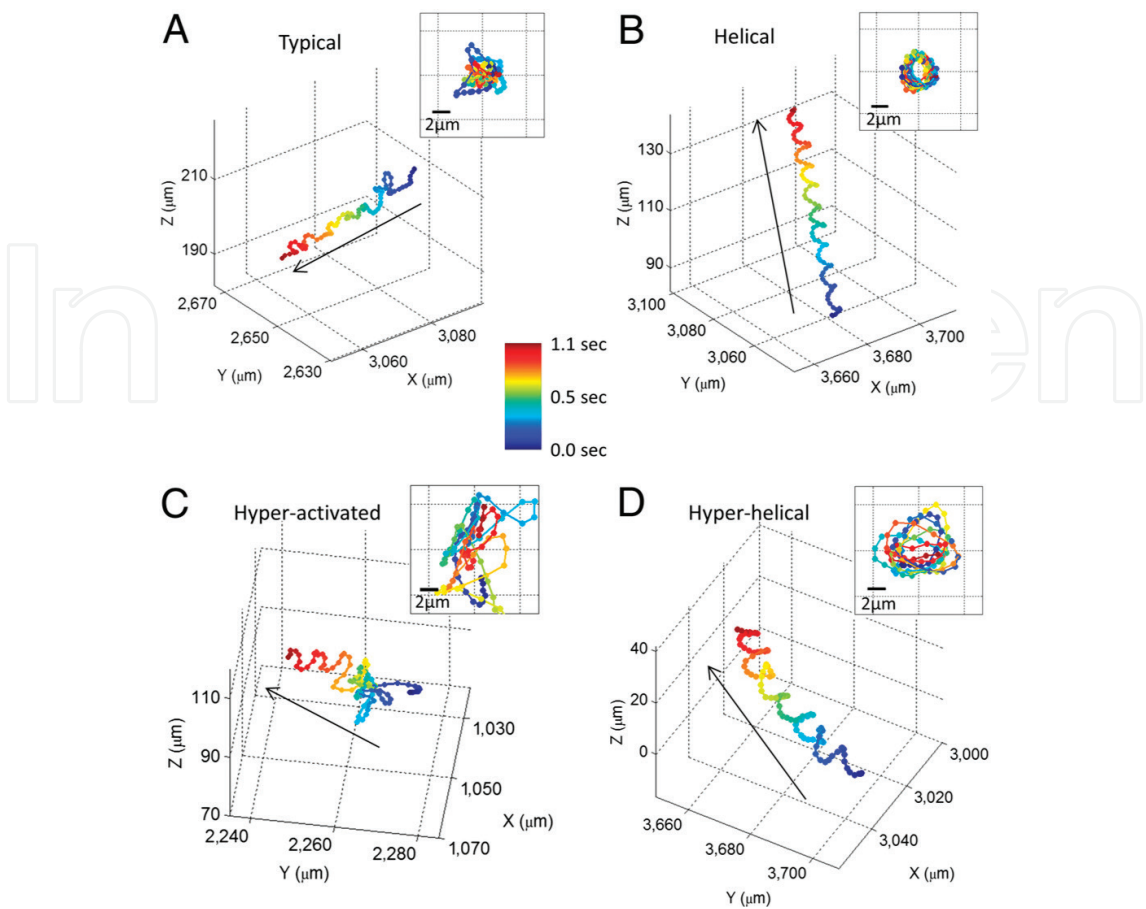 A
Typical
2μm
Z (μm)
210
190
2,670
2,650
2,630
Y (μm)
3,060
3,080
X (μm)
B
Helical
2μm
Z (μm)
130
110
90
3,100
3,080
3,060
Y (μm)
3,660
3,680
3,700
X (μm)
1.1 sec
0.5 sec
0.0 sec
In
en
C
Hyper-activated
2μm
Z (μm)
110
90
70
2,240
2,260
2,280
Y (μm)
1,030
1,050
1,070
X (μm)
D
Hyper-helical
2μm
Z (μm)
40
20
0
3,660
3,680
3,700
Y (μm)
3,000
3,020
3,040
X (μm)